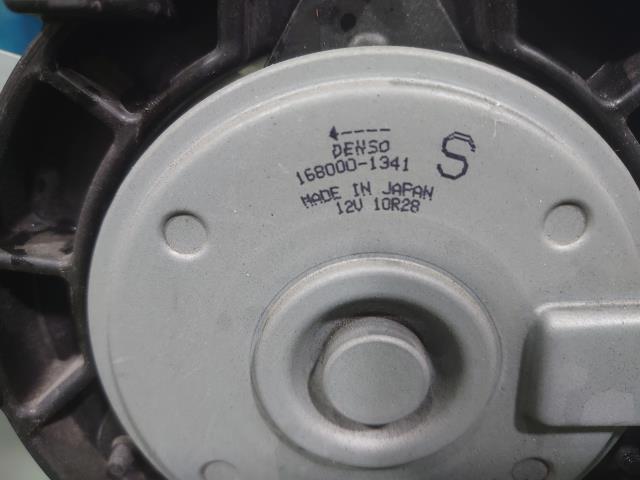 DENSO
168000-1341
S
MADE IN JAPAN
12V 10R28